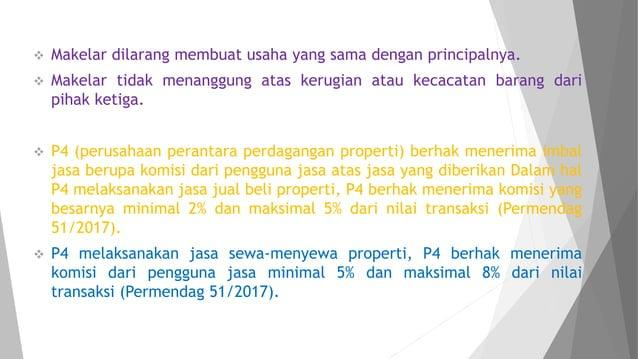 Makelar dilarang membuat usaha yang sama dengan principalnya.
Makelar tidak menanggung atas kerugian atau kecacatan barang dari
pihak ketiga.
P4 (perusahaan perantara perdagangan properti) berhak menerima imbal
jasa berupa komisi dari pengguna jasa atas jasa yang diberikan Dalam hal
P4 melaksanakan jasa jual beli properti, P4 berhak menerima komisi yang
besarnya minimal 2% dan maksimal 5% dari nilai transaksi (Permendag
51/2017).
P4 melaksanakan jasa sewa-menyewa properti, P4 berhak menerima
komisi dari pengguna jasa minimal 5% dan maksimal 8% dari nilai
transaksi (Permendag 51/2017).